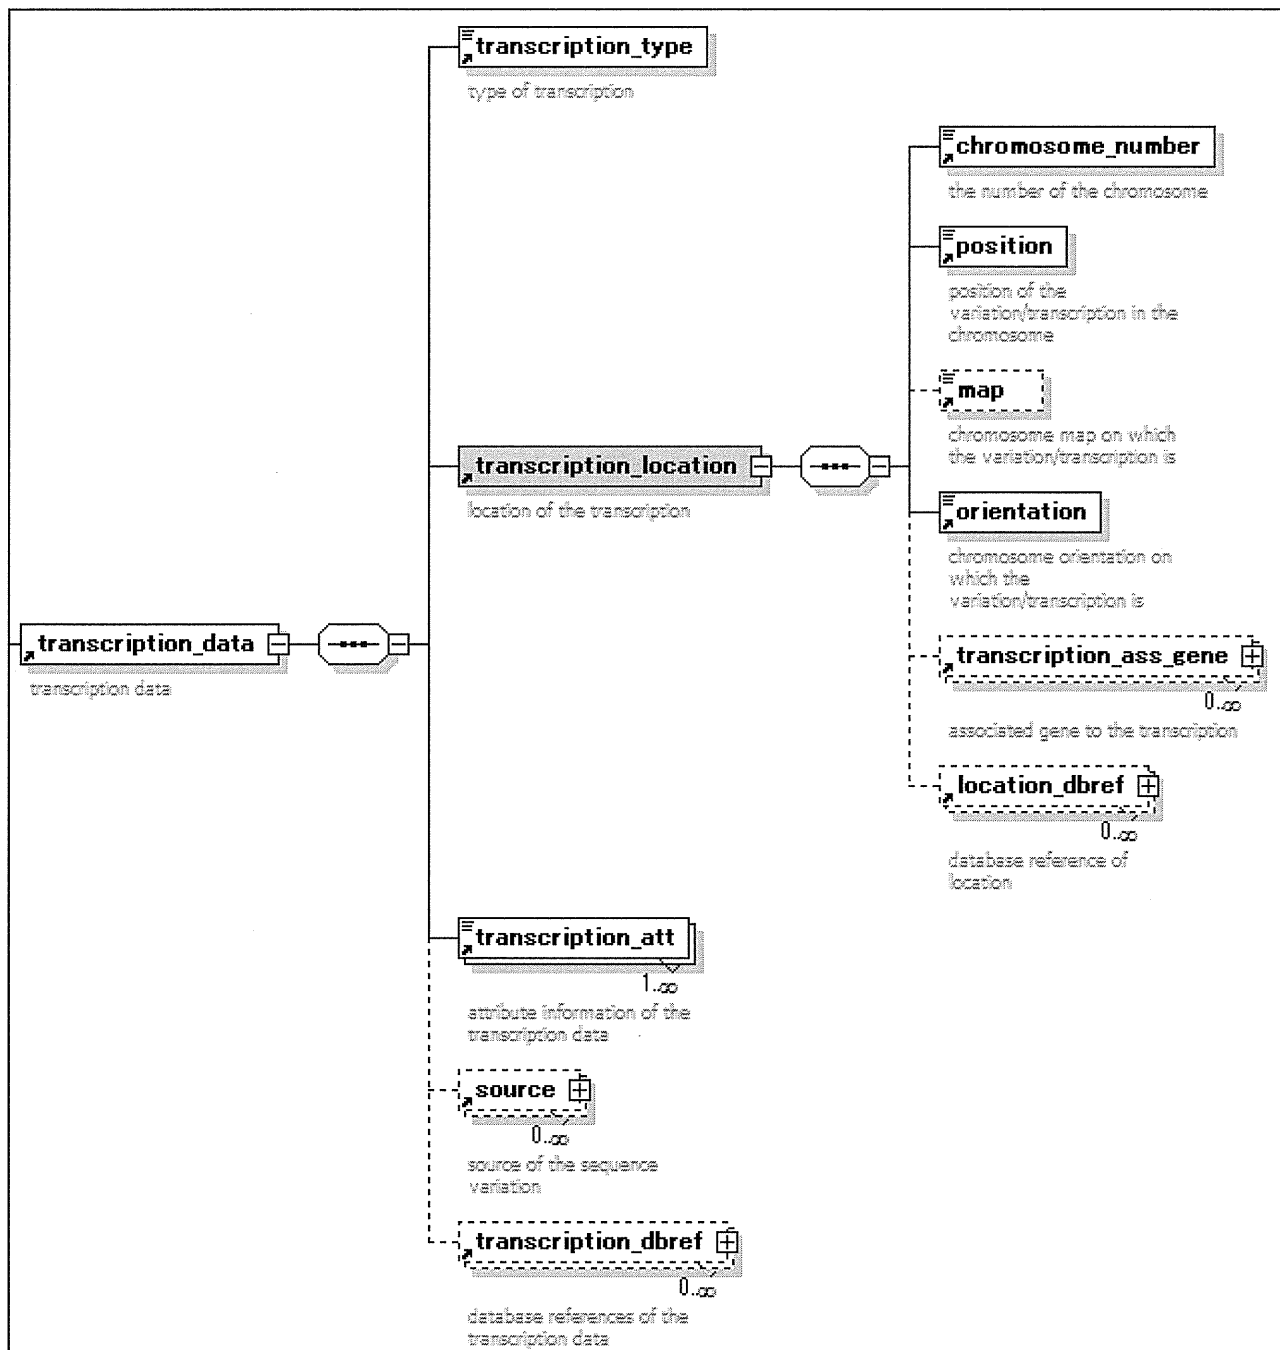 transcription_type
type of transcription
chromosome_number
the number of the chromosome
position
position of the
variation/transcription in the
chromosome
map
chromosome map on which
the variation/transcription is
transcription_location
location of the transcription
orientation
chromosome orientation on
which the
variation/transcription is
transcription_data
transcription data
transcription_ass_gene
0..∞
associated gene to the transcription
location_dbref
0..∞
database reference of
location
transcription_att
1..∞
attribute information of the
transcription data
source
0..∞
source of the sequence
variation
transcription_dbref
0..∞
database references of the
transcription data